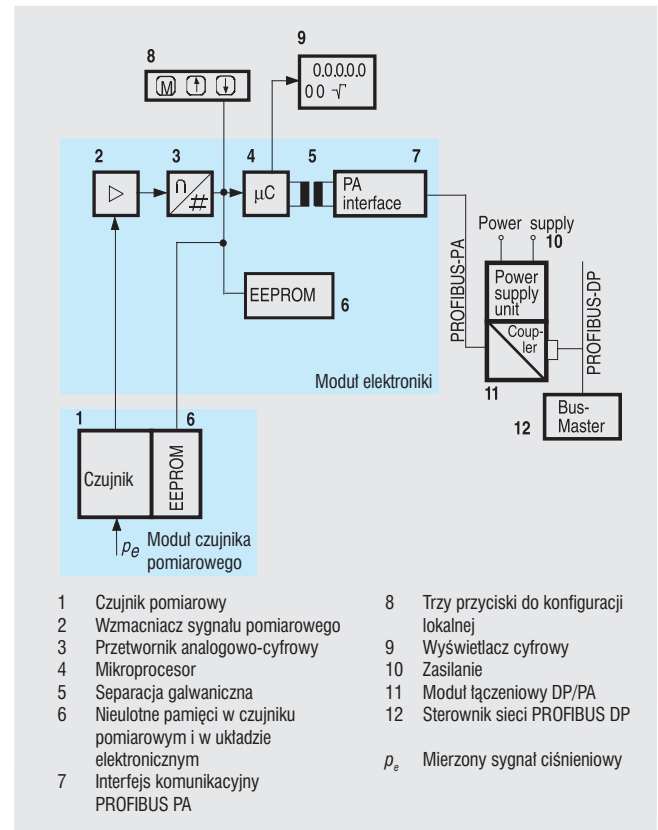 9
8
0.0.0.0.0
0 0 √‾
M ↑ ↓
2 3 4 5 7
▷
∩/#
µC
PA
interface
Power supply
10
PROFIBUS-PA
PROFIBUS-DP
Power
supply
unit
Coup-
ler
EEPROM
6
Moduł elektroniki
11
Bus-
Master
12
1 6
Czujnik
EEPROM
pe
Moduł czujnika
pomiarowego
1 Czujnik pomiarowy
2 Wzmacniacz sygnału pomiarowego
3 Przetwornik analogowo-cyfrowy
4 Mikroprocesor
5 Separacja galwaniczna
6 Nieulotne pamięci w czujniku
pomiarowym i w układzie
elektronicznym
7 Interfejs komunikacyjny
PROFIBUS PA
8 Trzy przyciski do konfiguracji
lokalnej
9 Wyświetlacz cyfrowy
10 Zasilanie
11 Moduł łączeniowy DP/PA
12 Sterownik sieci PROFIBUS DP
pe Mierzony sygnał ciśnieniowy